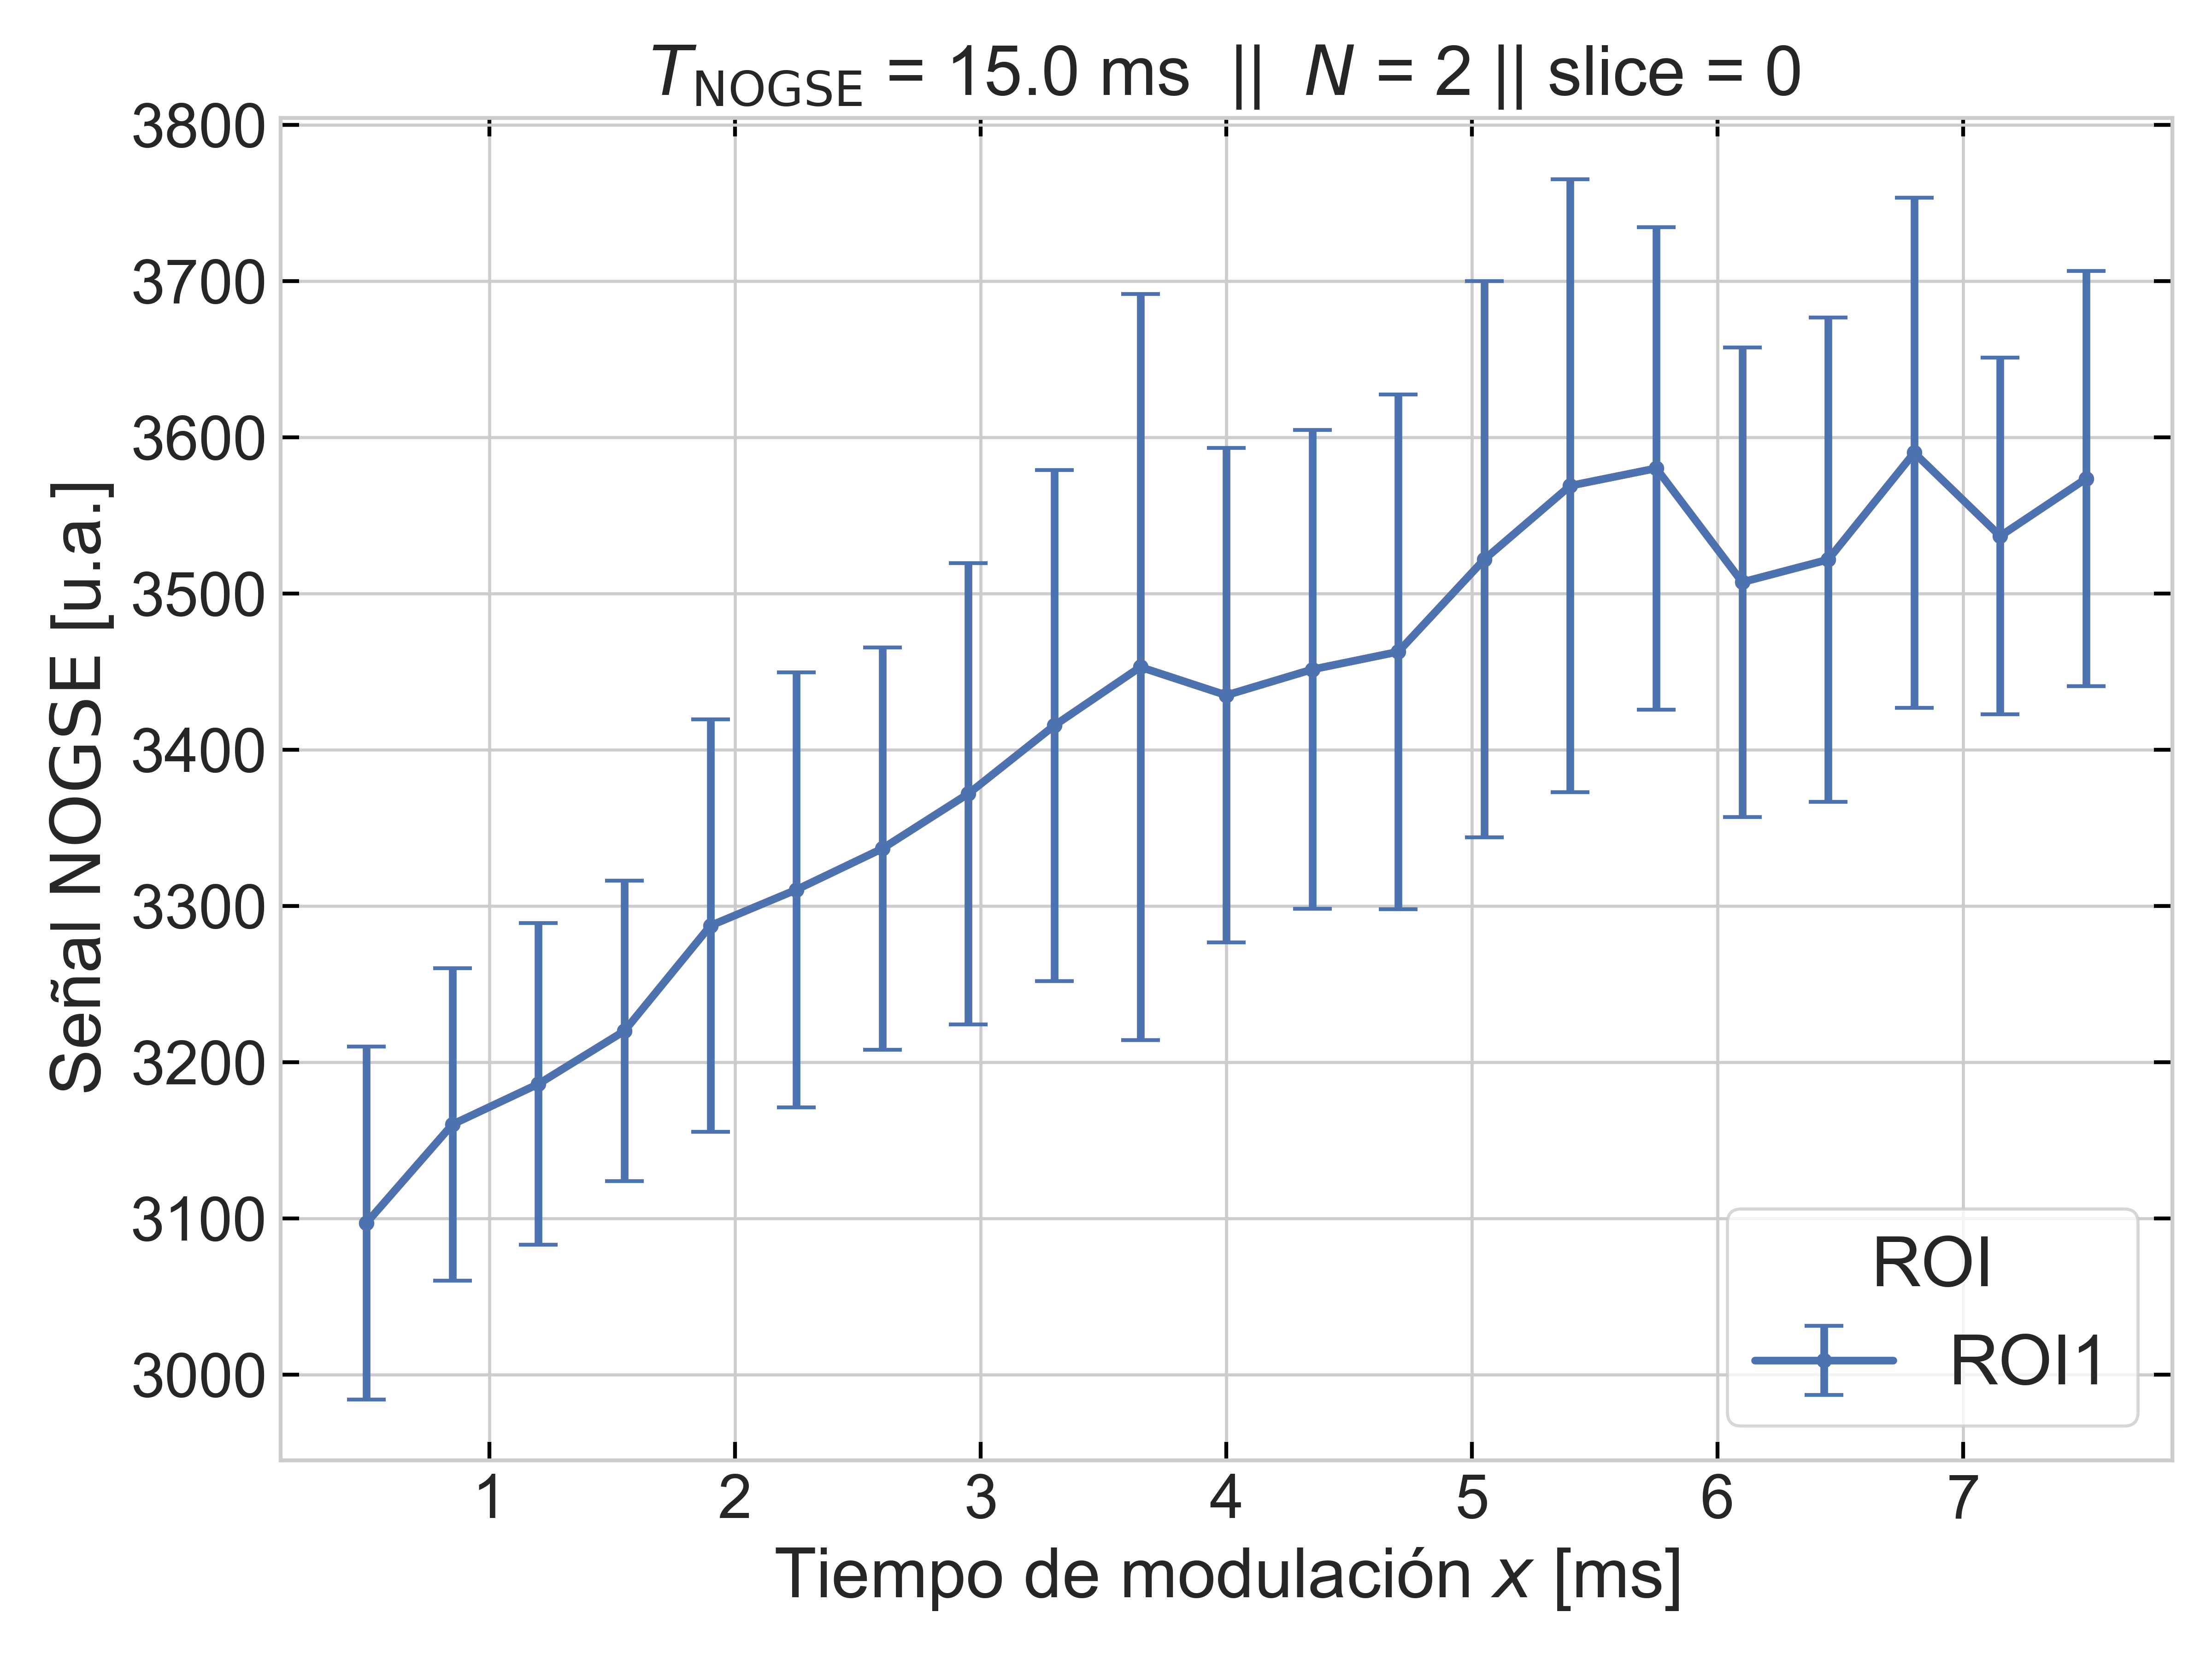 T_NOGSE = 15.0 ms || N = 2 || slice = 0
Señal NOGSE [u.a.]
3800
3700
3600
3500
3400
3300
3200
3100
3000
ROI
ROI1
1 2 3 4 5 6 7
Tiempo de modulación x [ms]